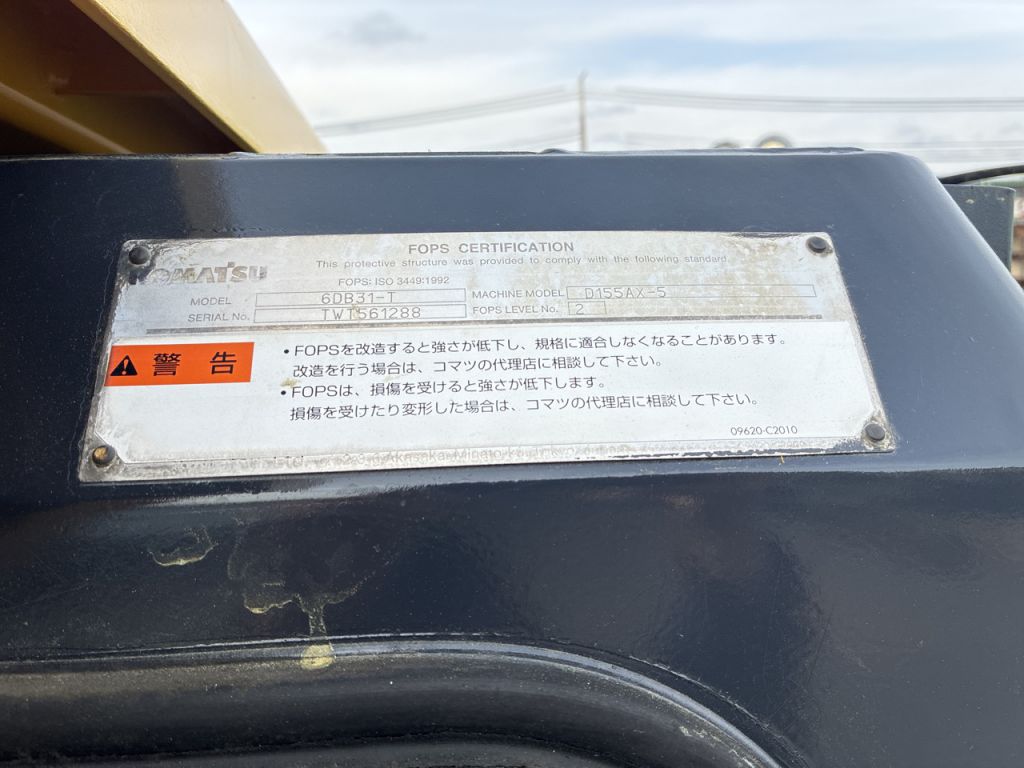 FOPS CERTIFICATION
This protective structure was provided to comply with the following standard.
KOMATSU
FOPS: ISO 3449:1992
MODEL 6DB31-T MACHINE MODEL D155AX-5
SERIAL No. TWT561288 FOPS LEVEL No. 2
警告
・FOPSを改造すると強さが低下し、規格に適合しなくなることがあります。
改造を行う場合は、コマツの代理店に相談して下さい。
・FOPSは、損傷を受けると強さが低下します。
損傷を受けたり変形した場合は、コマツの代理店に相談して下さい。
09620-C2010
Ltd. Akasaka Minato-ku